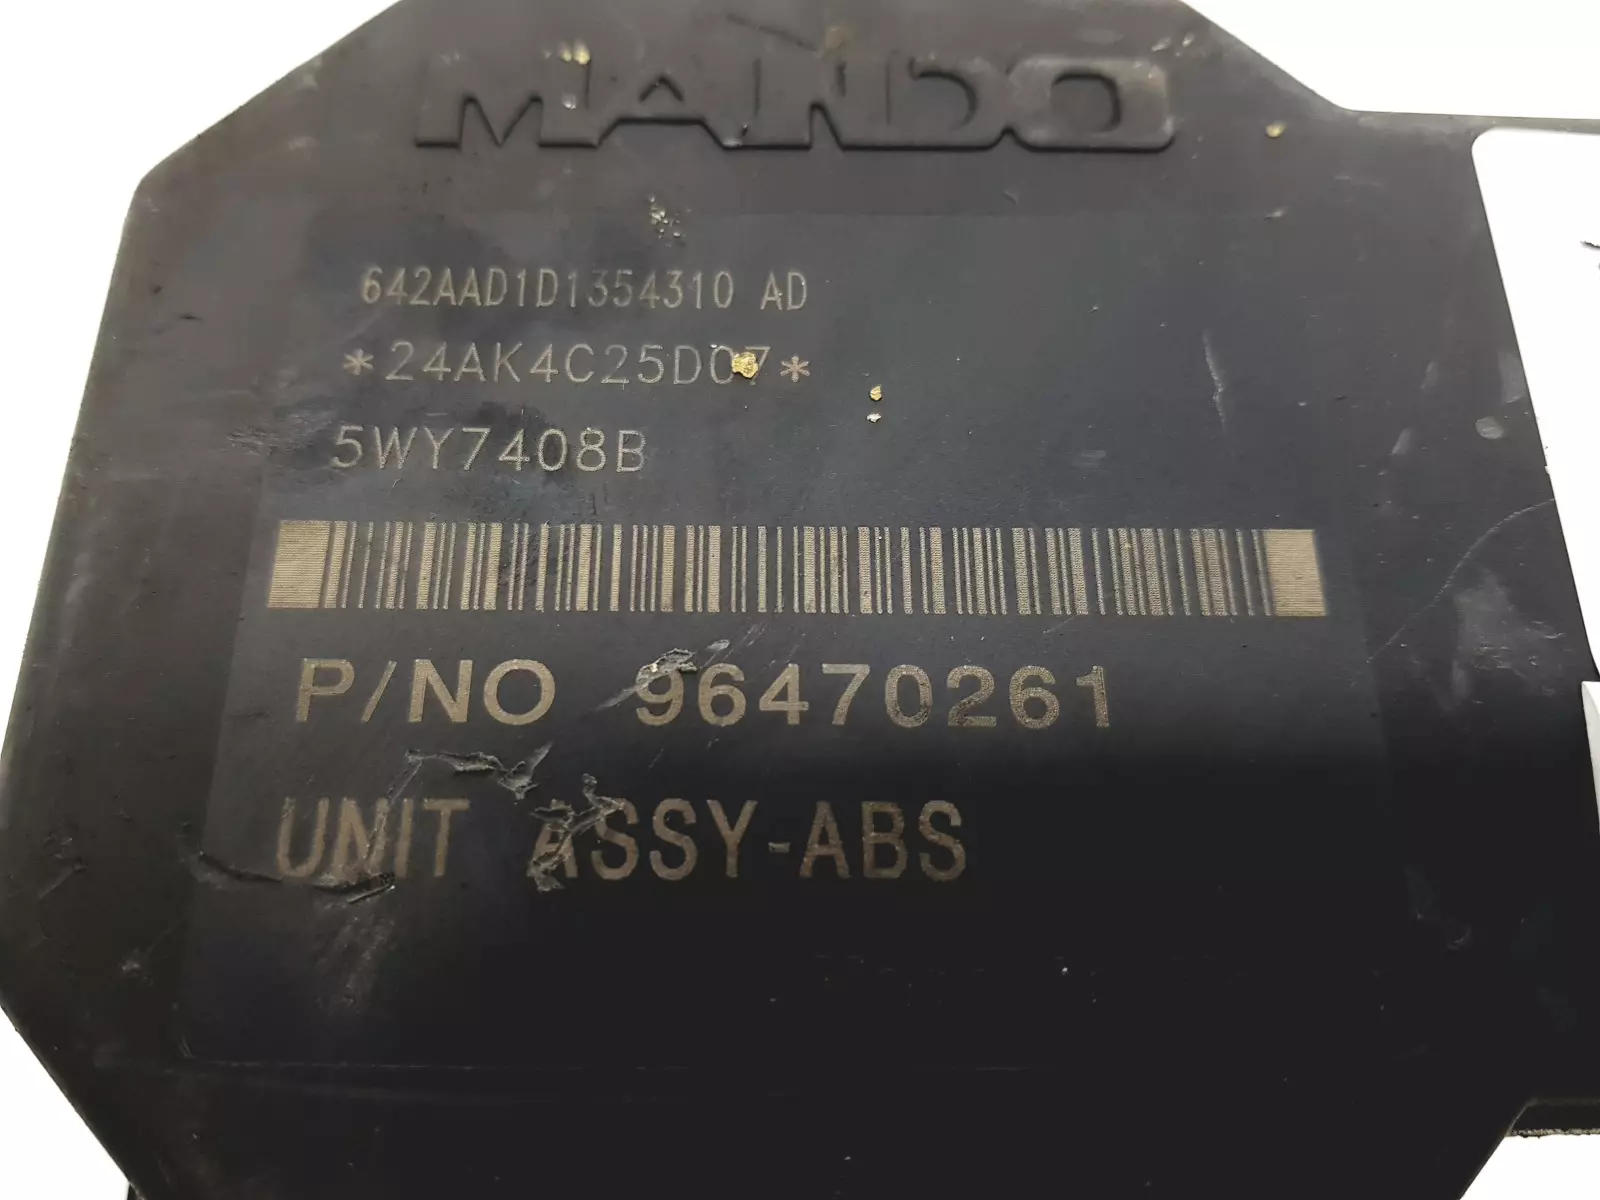 MANDO
642AAD1D1354310 AD
*24AK4C25D07*
5WY7408B
P/NO 96470261
UNIT ASSY-ABS